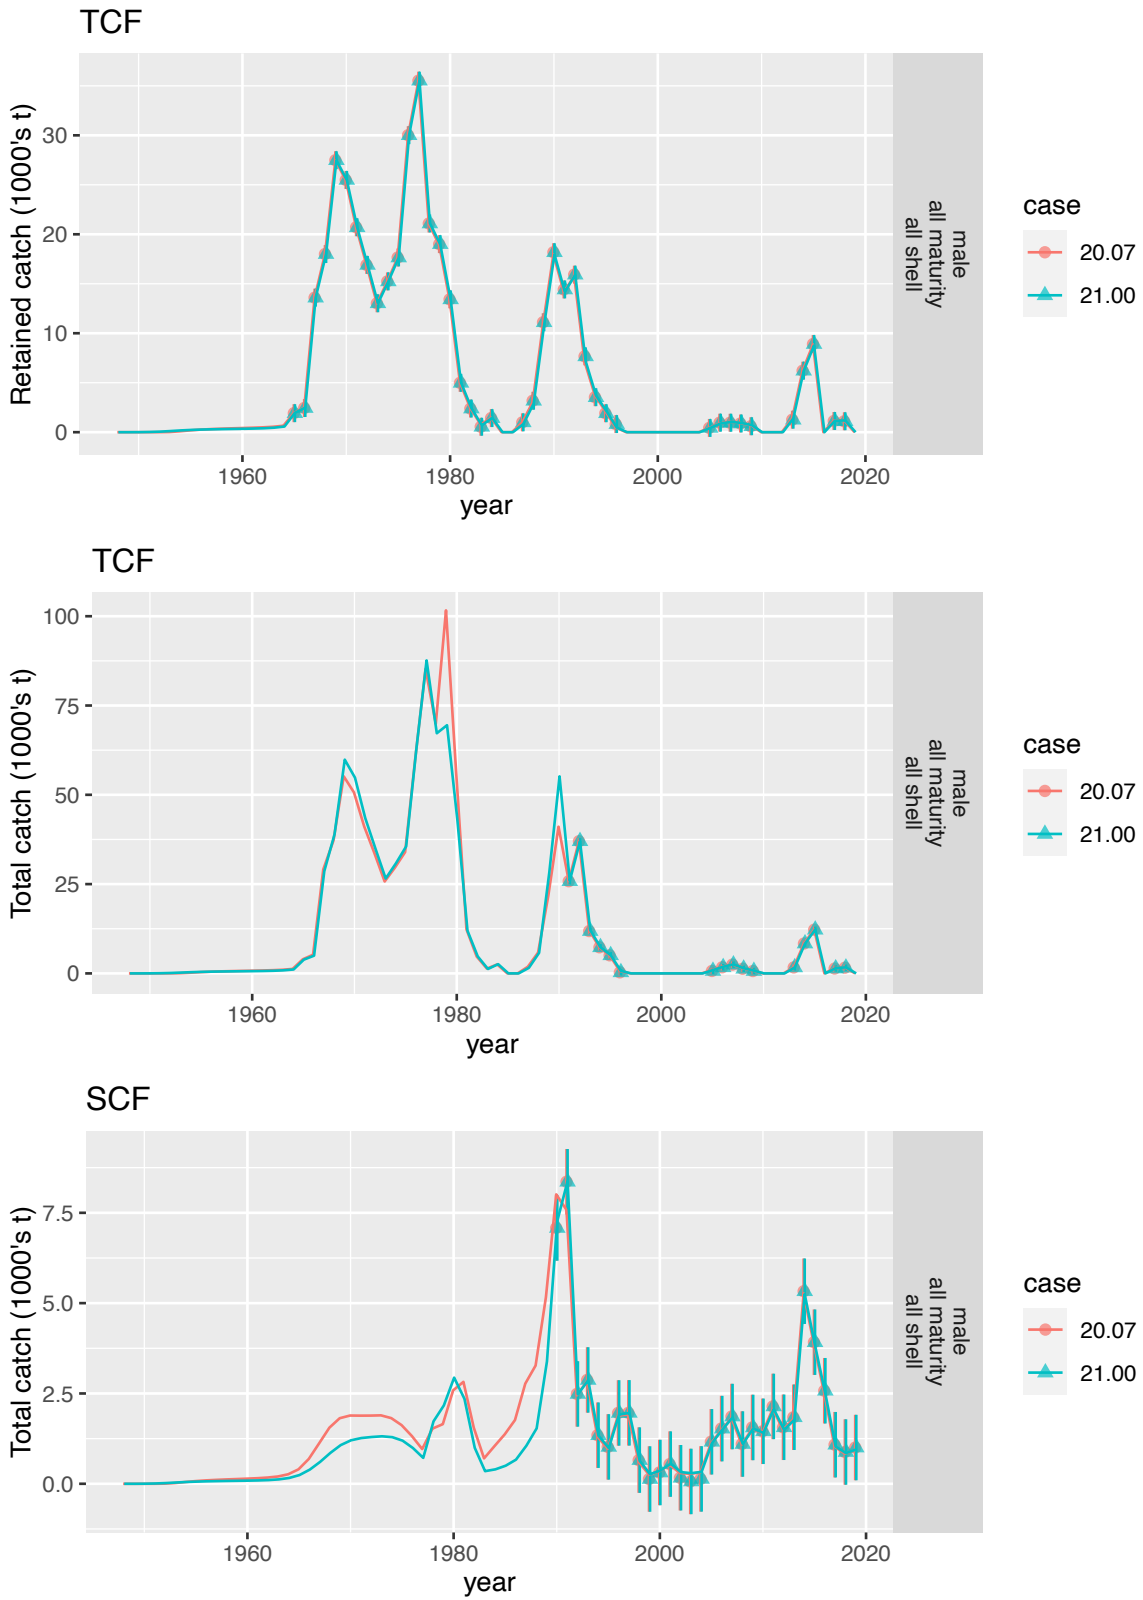 TCF
Retained catch (1000's t)
30
20
10
0
1960
1980
2000
2020
year
male
all maturity
all shell
case
20.07
21.00
TCF
Total catch (1000's t)
100
75
50
25
0
1960
1980
2000
2020
year
male
all maturity
all shell
case
20.07
21.00
SCF
Total catch (1000's t)
7.5
5.0
2.5
0.0
1960
1980
2000
2020
year
male
all maturity
all shell
case
20.07
21.00